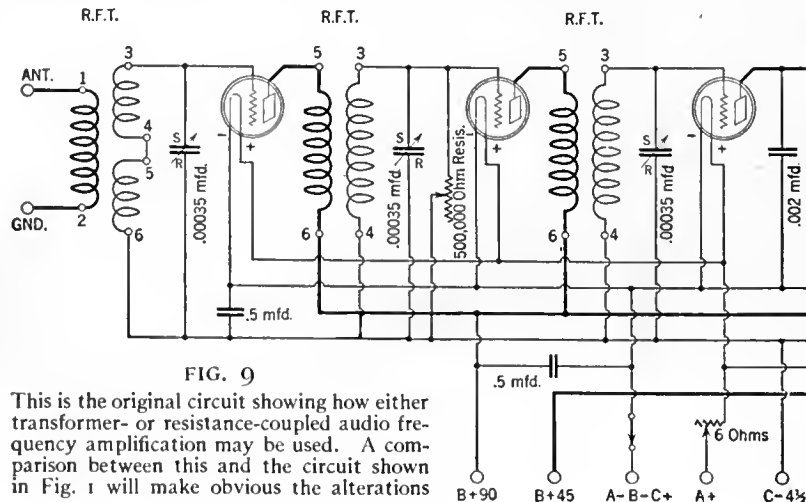 R.F.T. R.F.T. R.F.T.
ANT.
1
3
5
3
5
3
S
R
.00035 mfd.
-
+
4
5
S
R
.00035 mfd
500,000 Ohm Resis.
-
+
S
R
.00035 mfd.
-
+
.002 mfd.
GND.
2
6
6
4
6
4
.5 mfd.
.5 mfd.
6 Ohms
B+90 B+45 A-B-C+ A+ C-4½
FIG. 9
This is the original circuit showing how either
transformer- or resistance-coupled audio fre-
quency amplification may be used. A com-
parison between this and the circuit shown
in Fig. 1 will make obvious the alterations